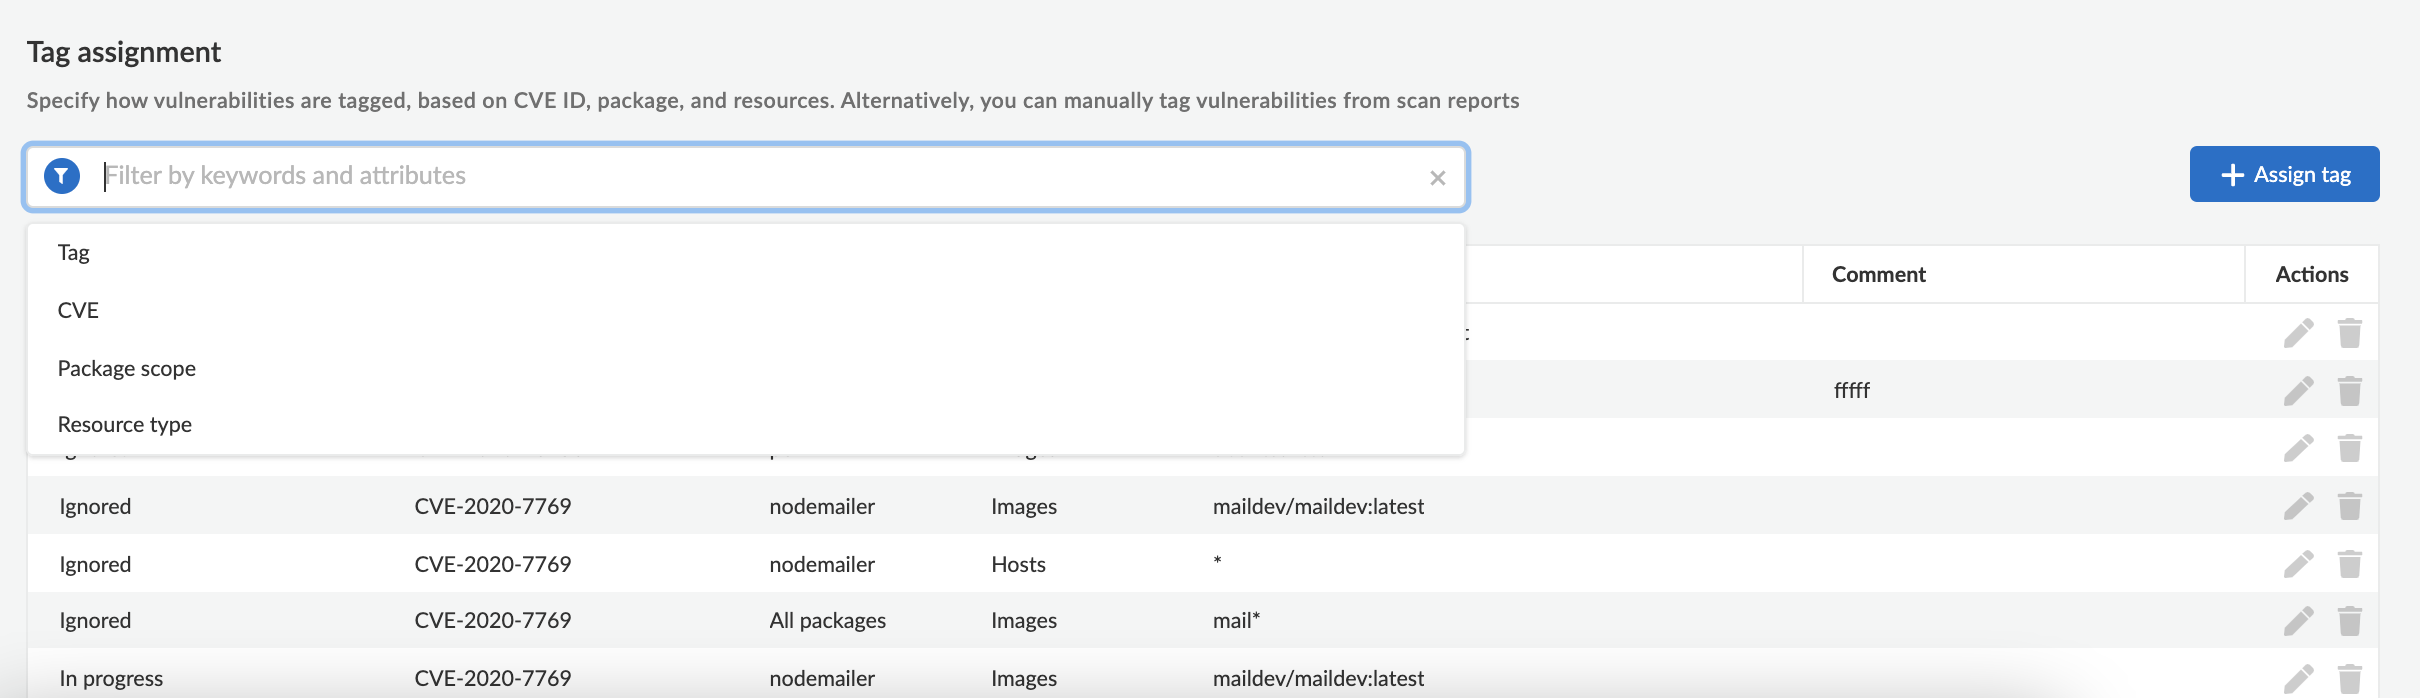 Tag assignment
Specify how vulnerabilities are tagged, based on CVE ID, package, and resources. Alternatively, you can manually tag vulnerabilities from scan reports
Filter by keywords and attributes
Assign tag
Tag
CVE
Package scope
Resource type
Comment Actions
fffff
Ignored CVE-2020-7769 nodemailer Images maildev/maildev:latest
Ignored CVE-2020-7769 nodemailer Hosts *
Ignored CVE-2020-7769 All packages Images mail*
In progress CVE-2020-7769 nodemailer Images maildev/maildev:latest